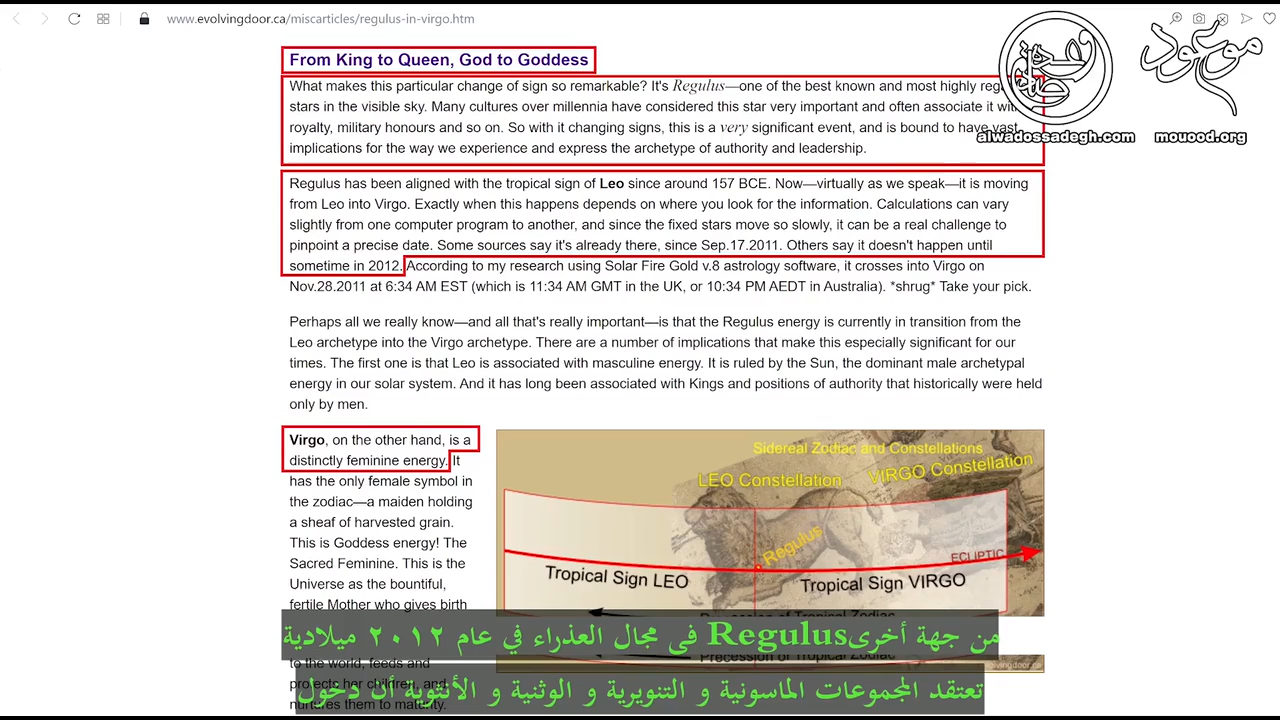 www.evolvingdoor.ca/miscarticles/regulus-in-virgo.htm
موعود
alwadossadegh.com
mouood.org
From King to Queen, God to Goddess
What makes this particular change of sign so remarkable? It's Regulus—one of the best known and most highly
stars in the visible sky. Many cultures over millennia have considered this star very important and often associate it
royalty, military honours and so on. So with it changing signs, this is a very significant event, and is bound to have vast
implications for the way we experience and express the archetype of authority and leadership.
Regulus has been aligned with the tropical sign of Leo since around 157 BCE. Now—virtually as we speak—it is moving
from Leo into Virgo. Exactly when this happens depends on where you look for the information. Calculations can vary
slightly from one computer program to another, and since the fixed stars move so slowly, it can be a real challenge to
pinpoint a precise date. Some sources say it's already there, since Sep.17.2011. Others say it doesn't happen until
sometime in 2012. According to my research using Solar Fire Gold v.8 astrology software, it crosses into Virgo on
Nov.28.2011 at 6:34 AM EST (which is 11:34 AM GMT in the UK, or 10:34 PM AEDT in Australia). *shrug* Take your pick.
Perhaps all we really know—and all that's really important—is that the Regulus energy is currently in transition from the
Leo archetype into the Virgo archetype. There are a number of implications that make this especially significant for our
times. The first one is that Leo is associated with masculine energy. It is ruled by the Sun, the dominant male archetypal
energy in our solar system. And it has long been associated with Kings and positions of authority that historically were held
only by men.
Virgo, on the other hand, is a
distinctly feminine energy. It
has the only female symbol in
the zodiac—a maiden holding
a sheaf of harvested grain.
This is Goddess energy! The
Sacred Feminine. This is the
Universe as the bountiful,
fertile Mother who gives birth
to the world, feeds and
protects her children, and
nurtures them to maturity.
Sidereal Zodiac and Constellations
LEO Constellation
VIRGO Constellation
Regulus
ECLIPTIC
Tropical Sign LEO
Tropical Sign VIRGO
Precession of Tropical Zodiac
من جهة أخرىRegulus فى مجال العذراء في عام ٢٠١٢ ميلادية
تعتقد المجموعات الماسونية و التنويرية و الوثنية و الأنثوية ان دخول